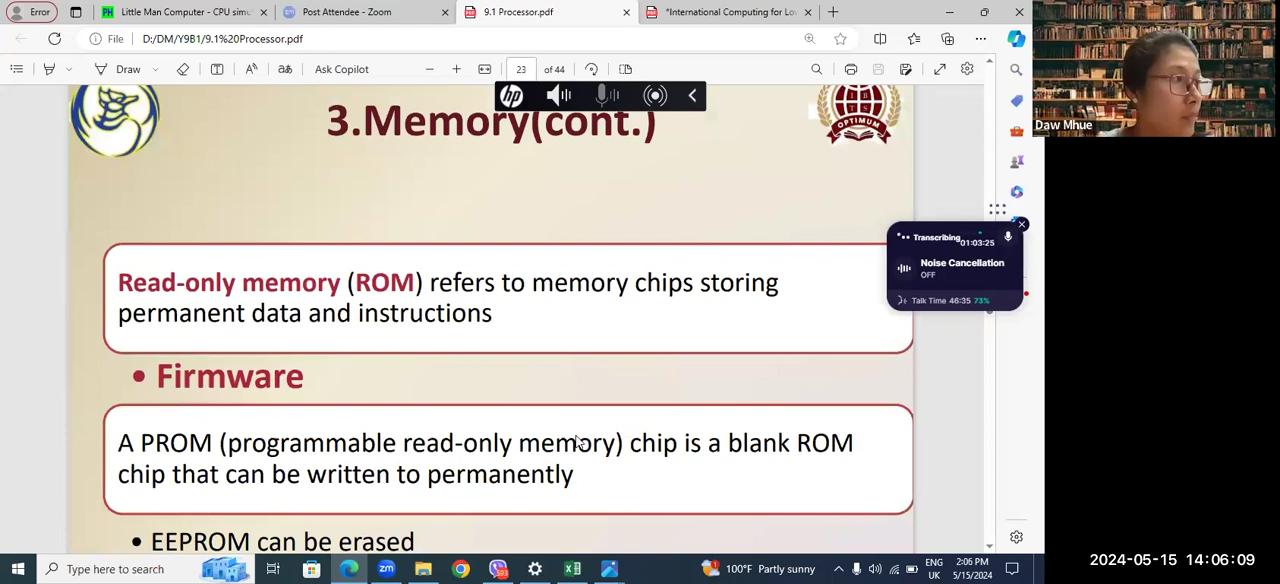 Error
Little Man Computer - CPU simu
Post Attendee - Zoom
9.1 Processor.pdf
"International Computing for Lo
File
D:/DM/Y9B1/9.1%20Processor.pdf
Draw
Ask Copilot
23
of 44
hp
3.Memory(cont.)
OPTIMUM
Daw Mhue
Transcribing
01:03:25
Noise Cancellation
OFF
Talk Time 46:35 73%
Read-only memory (ROM) refers to memory chips storing
permanent data and instructions
• Firmware
A PROM (programmable read-only memory) chip is a blank ROM
chip that can be written to permanently
• EEPROM can be erased
Type here to search
zm
100°F Partly sunny
ENG
UK
2:06 PM
5/15/2024
2024-05-15 14:06:09